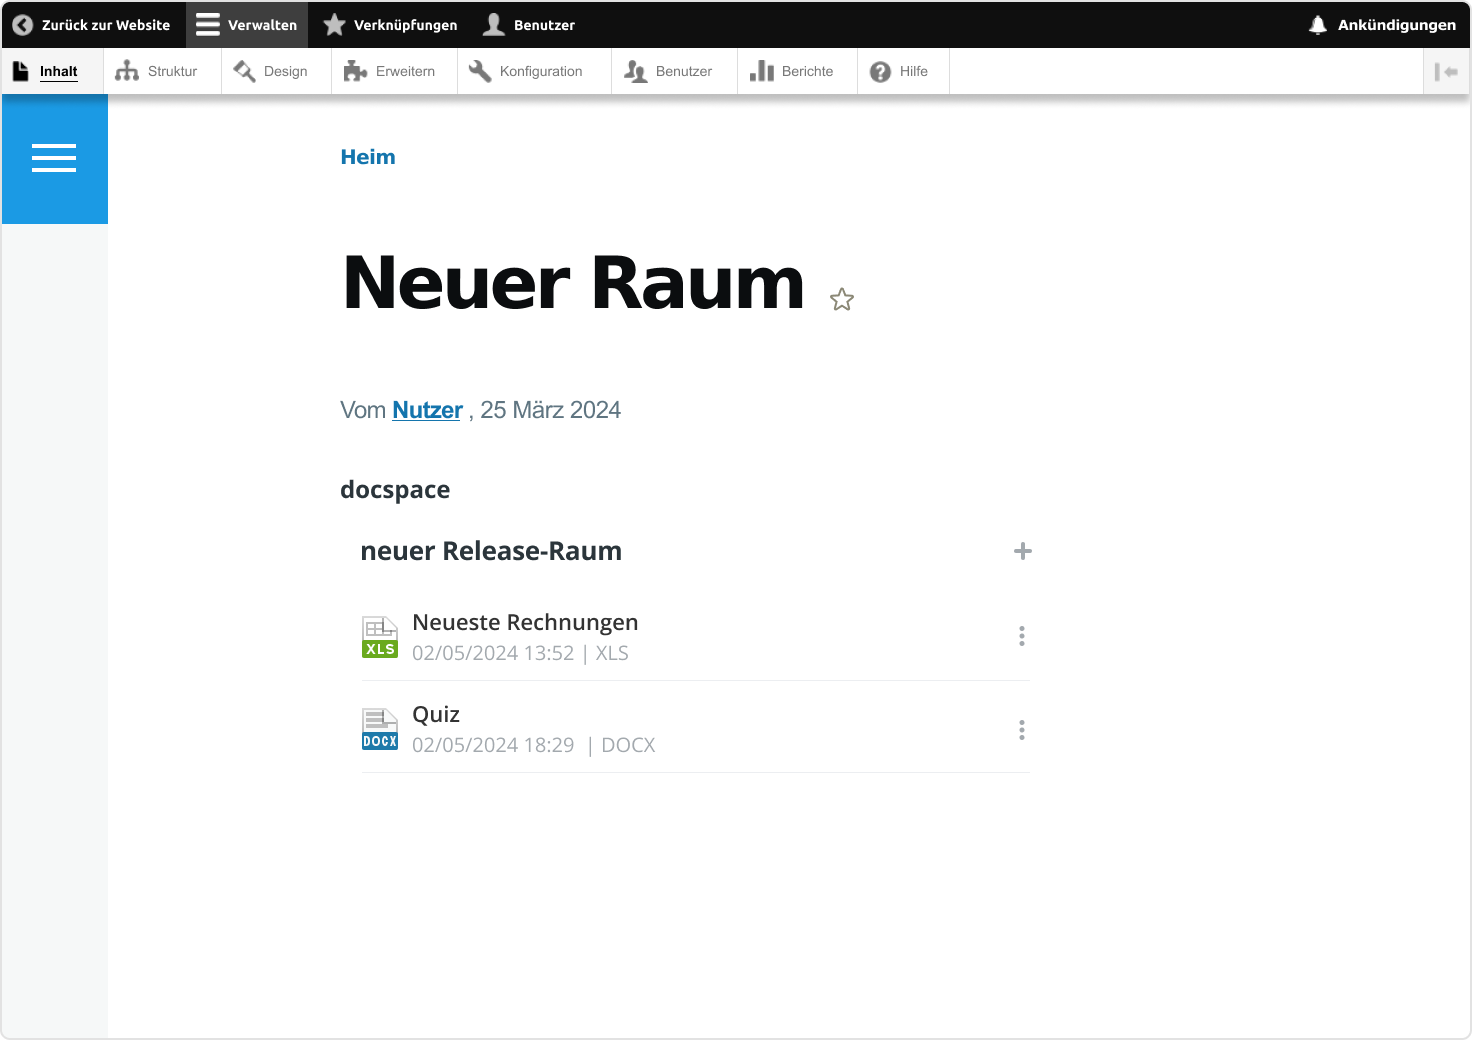 Zurück zur Website Verwalten Verknüpfungen Benutzer Ankündigungen
Inhalt Struktur Design Erweitern Konfiguration Benutzer Berichte Hilfe
Heim
Neuer Raum
Vom Nutzer , 25 März 2024
docspace
neuer Release-Raum
Neueste Rechnungen
XLS
02/05/2024 13:52 | XLS
Quiz
DOCX
02/05/2024 18:29 | DOCX